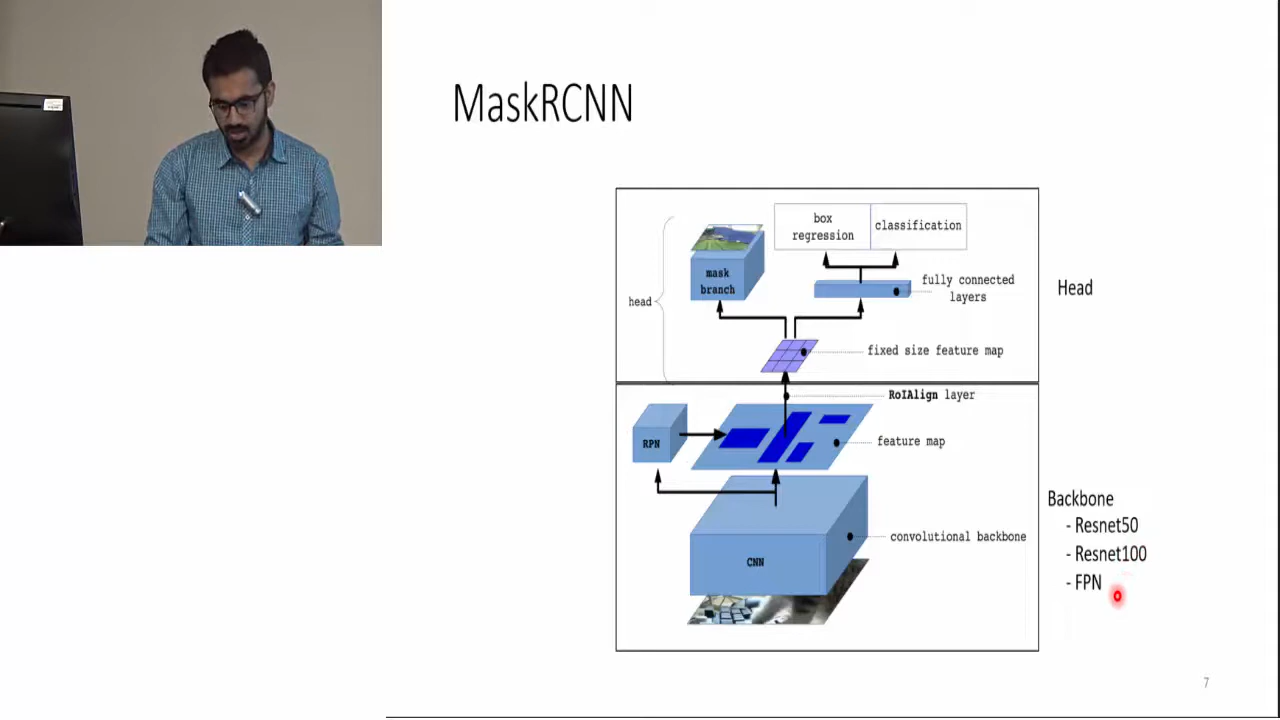 MaskRCNN
box
regression
classification
mask
branch
fully connected
layers
head
Head
fixed size feature map
RoIAlign layer
RPN
feature map
Backbone
- Resnet50
- Resnet100
- FPN
convolutional backbone
CNN
7